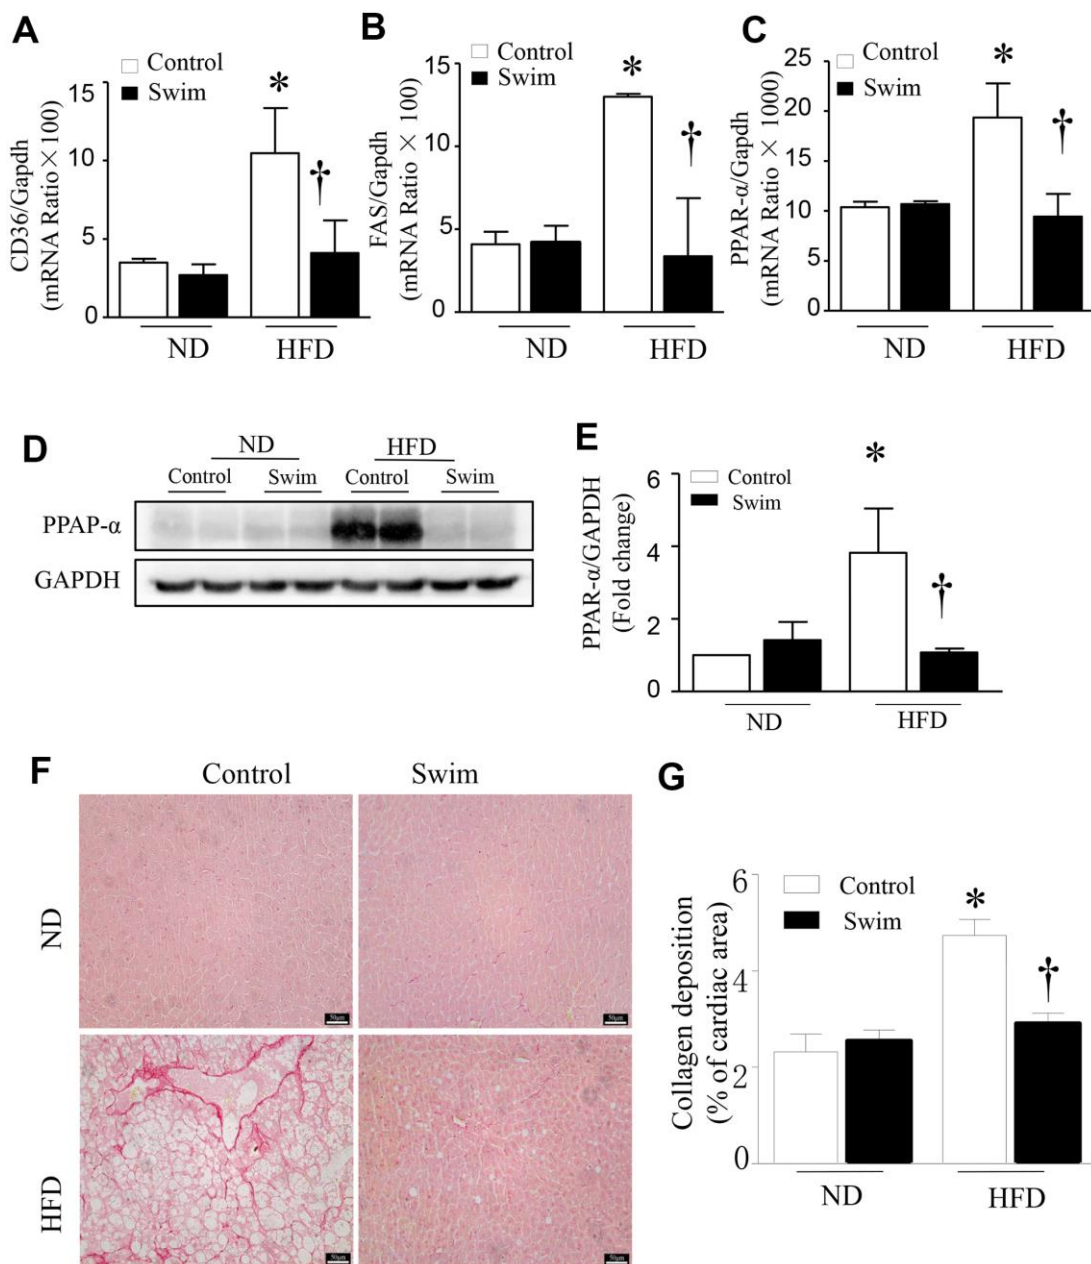 A
Control
Swim
CD36/Gapdh
(mRNA Ratio × 100)
15
10
5
0
*
†
ND
HFD
B
Control
Swim
FAS/Gapdh
(mRNA Ratio × 100)
15
10
5
0
*
†
ND
HFD
C
Control
Swim
PPAR-α/Gapdh
(mRNA Ratio × 1000)
25
20
15
10
5
0
*
†
ND
HFD
D
ND
HFD
Control
Swim
Control
Swim
PPAP-α
GAPDH
E
Control
Swim
PPAR-α/GAPDH
(Fold change)
6
4
2
0
*
†
ND
HFD
F
Control
Swim
ND
HFD
50μm
50μm
50μm
50μm
G
Control
Swim
Collagen deposition
(% of cardiac area)
6
4
2
0
*
†
ND
HFD